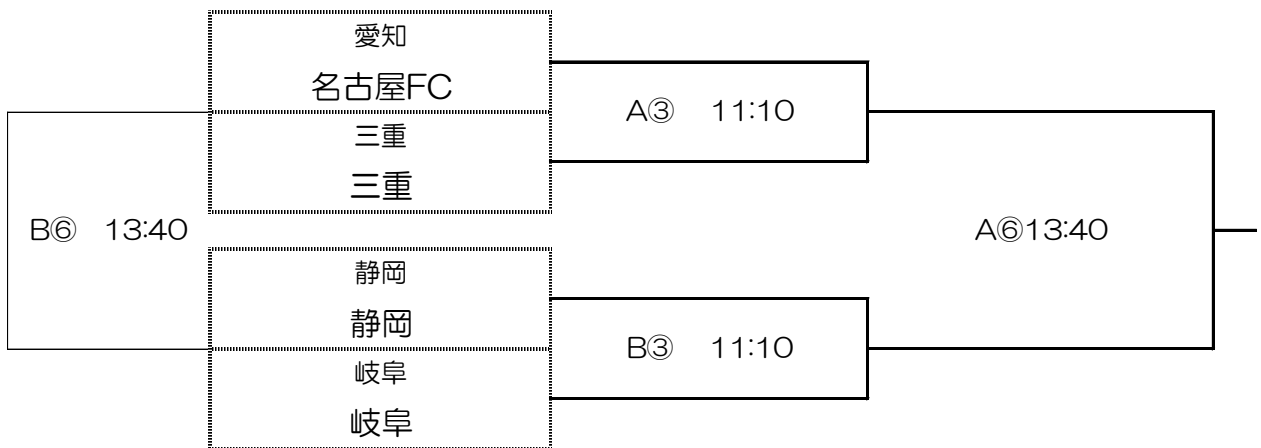 愛知
名古屋FC
A③ 11:10
三重
三重
B⑥ 13:40
A⑥13:40
静岡
静岡
B③ 11:10
岐阜
岐阜